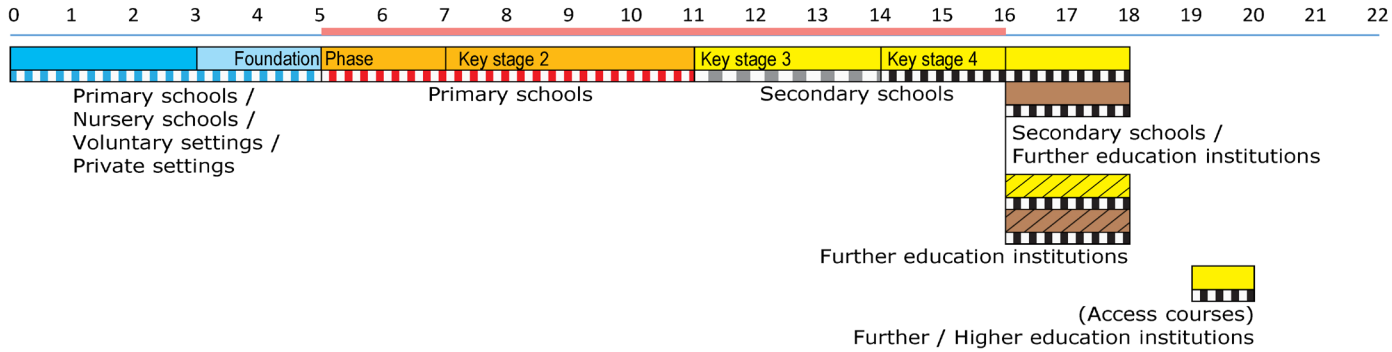 0 1 2 3 4 5 6 7 8 9 10 11 12 13 14 15 16 17 18 19 20 21 22
Foundation Phase Key stage 2 Key stage 3 Key stage 4
Primary schools /
Nursery schools /
Voluntary settings /
Private settings
Primary schools
Secondary schools
Secondary schools /
Further education institutions
Further education institutions
(Access courses)
Further / Higher education institutions